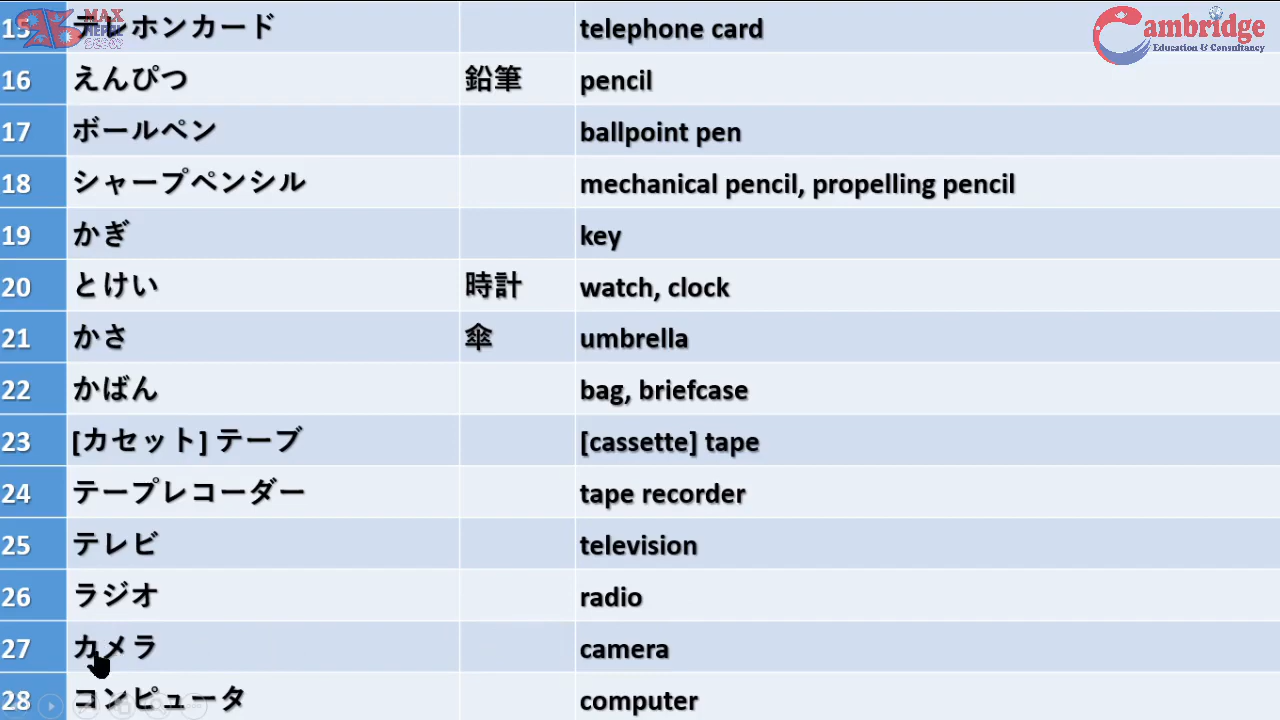 15 テレホンカード telephone card
16 えんぴつ 鉛筆 pencil
17 ボールペン ballpoint pen
18 シャープペンシル mechanical pencil, propelling pencil
19 かぎ key
20 とけい 時計 watch, clock
21 かさ 傘 umbrella
22 かばん bag, briefcase
23 [カセット] テーブ [cassette] tape
24 テープレコーダー tape recorder
25 テレビ television
26 ラジオ radio
27 カメラ camera
28 コンピュータ computer
MAX
NEPAL
Cambridge
Education & Consultancy